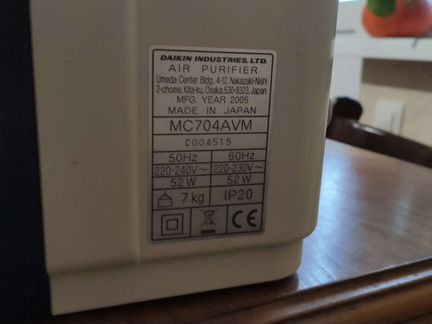 DAIKIN INDUSTRIES, LTD.
AIR PURIFIER
Umeda Center Bldg., 4-12, Nakazaki-Nishi
2-chome, Kita-ku, Osaka, 530-8323, Japan
MFG. YEAR 2005
MADE IN JAPAN
MC704AVM
C004515
50Hz 60Hz
220-240V~ 220-230V~
52W 52W
7kg IP20
CE